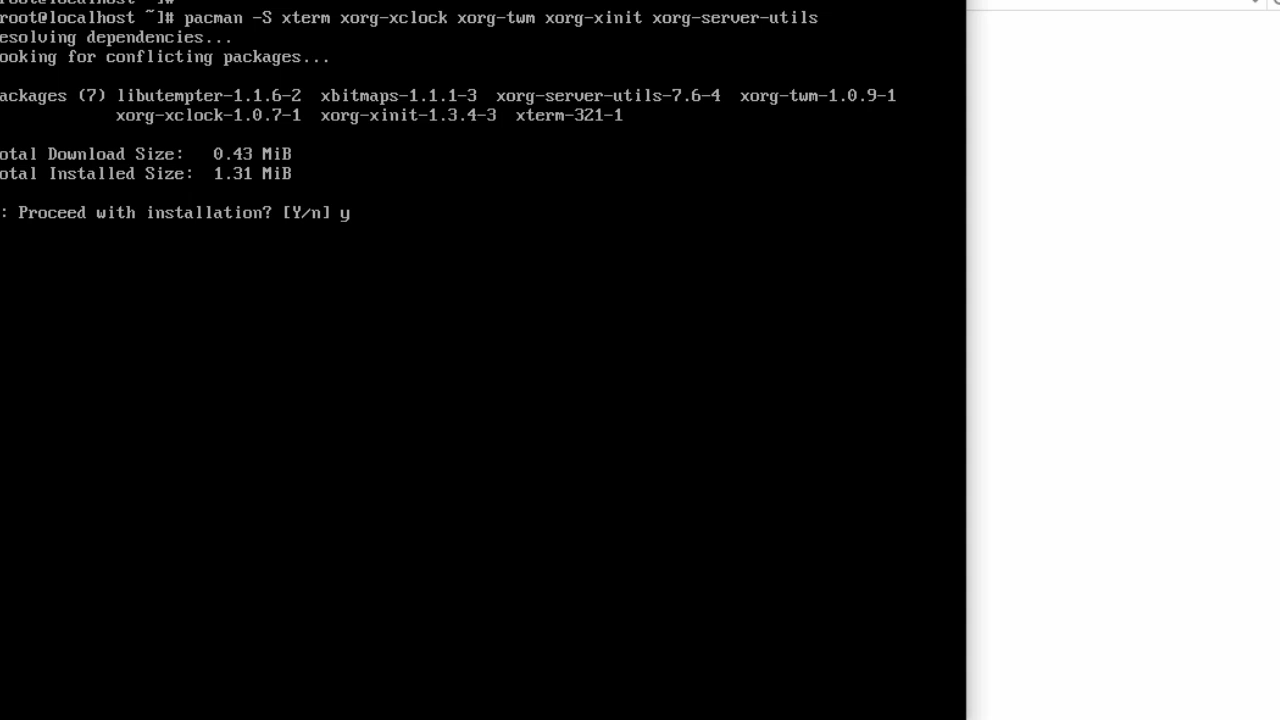 root@localhost ~]#
root@localhost ~]# pacman -S xterm xorg-xclock xorg-twm xorg-xinit xorg-server-utils
esolving dependencies...
ooking for conflicting packages...
ackages (7) libutempter-1.1.6-2 xbitmaps-1.1.1-3 xorg-server-utils-7.6-4 xorg-twm-1.0.9-1
xorg-xclock-1.0.7-1 xorg-xinit-1.3.4-3 xterm-321-1
otal Download Size: 0.43 MiB
otal Installed Size: 1.31 MiB
: Proceed with installation? [Y/n] y